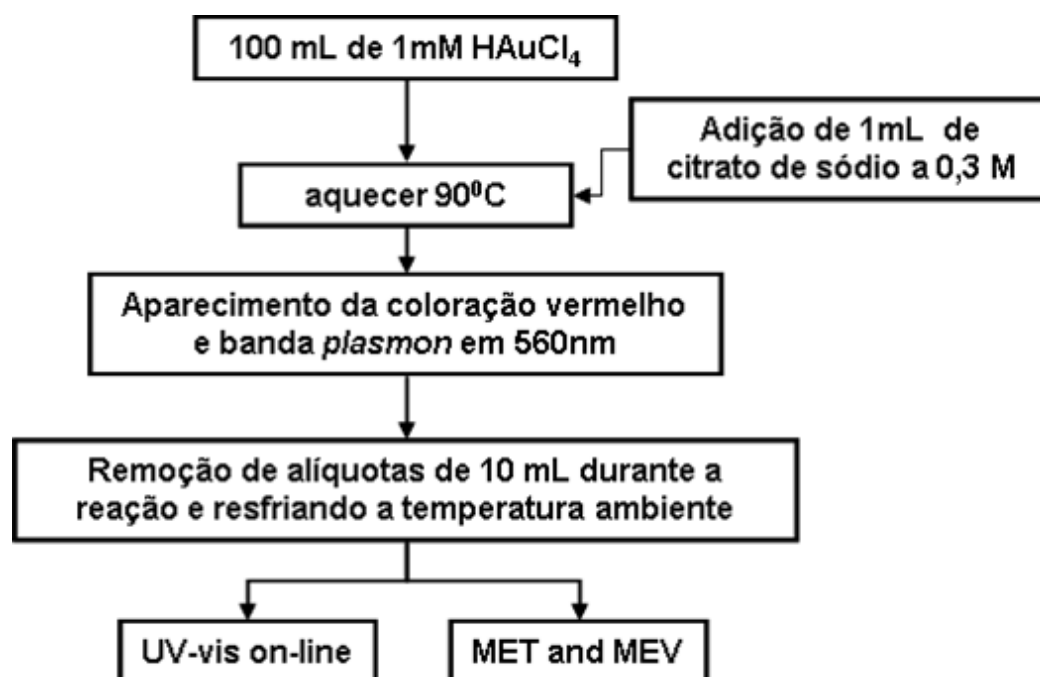 100 mL de 1mM HAuCl₄
Adição de 1mL de
citrato de sódio a 0,3 M
aquecer 90⁰C
Aparecimento da coloração vermelho
e banda plasmon em 560nm
Remoção de alíquotas de 10 mL durante a
reação e resfriando a temperatura ambiente
UV-vis on-line
MET and MEV